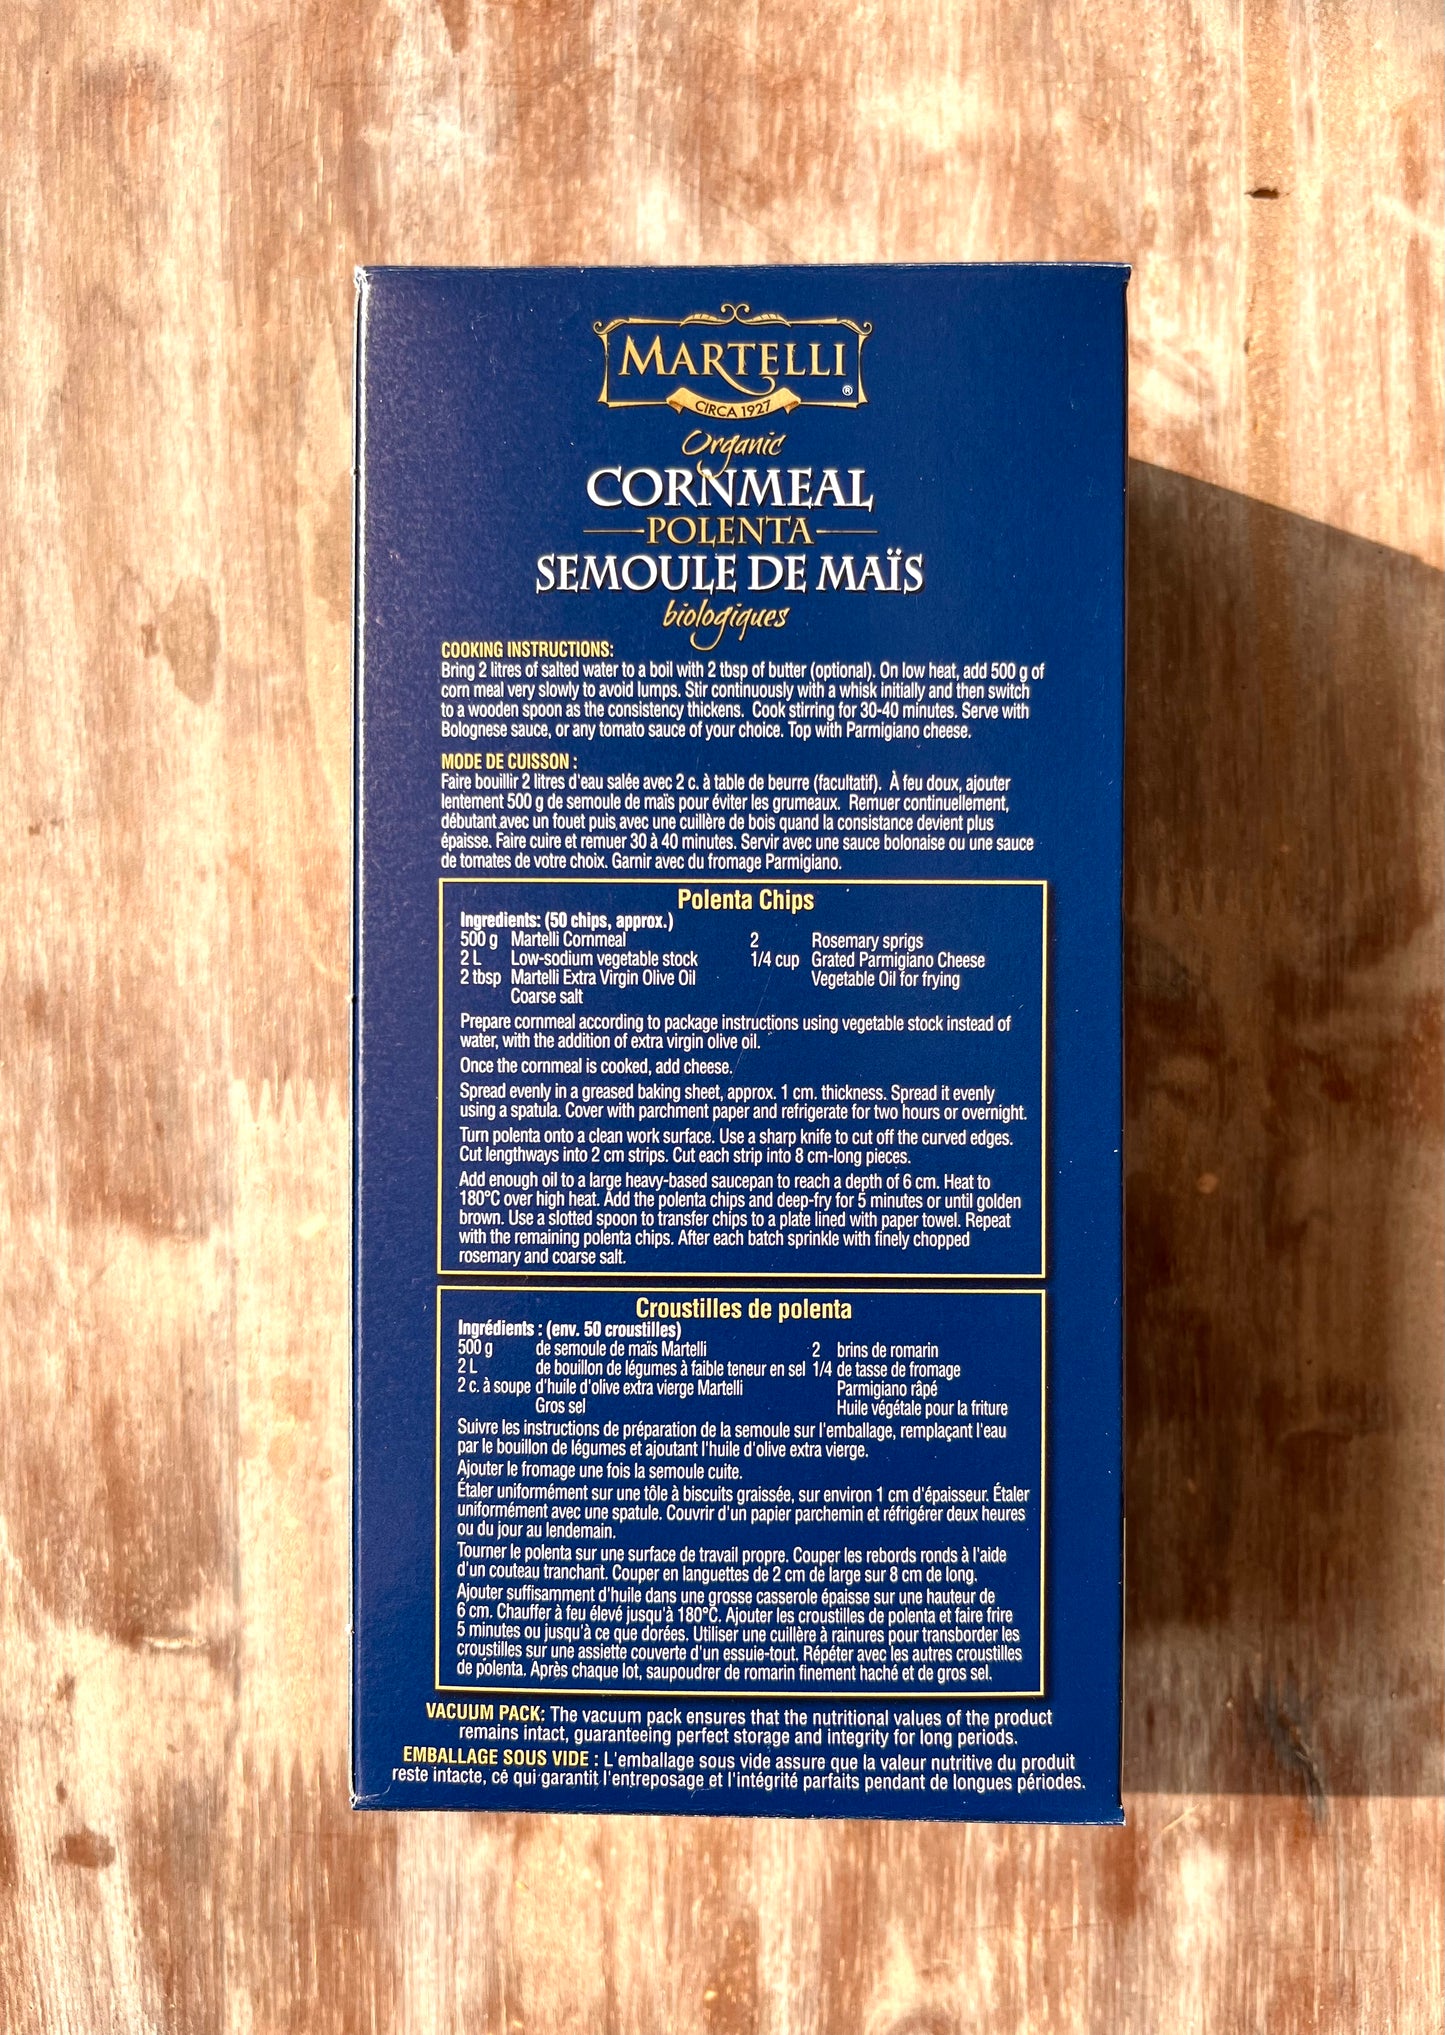 MARTELLI
®
CIRCA 1927
Organic
CORNMEAL
POLENTA
SEMOULE DE MAÏS
biologiques
COOKING INSTRUCTIONS:
Bring 2 litres of salted water to a boil with 2 tbsp of butter (optional). On low heat, add 500 g of
corn meal very slowly to avoid lumps. Stir continuously with a whisk initially and then switch
to a wooden spoon as the consistency thickens. Cook stirring for 30-40 minutes. Serve with
Bolognese sauce, or any tomato sauce of your choice. Top with Parmigiano cheese.
MODE DE CUISSON :
Faire bouillir 2 litres d'eau salée avec 2 c. à table de beurre (facultatif). À feu doux, ajouter
lentement 500 g de semoule de maïs pour éviter les grumeaux. Remuer continuellement,
débutant avec un fouet puis avec une cuillère de bois quand la consistance devient plus
épaisse. Faire cuire et remuer 30 à 40 minutes. Servir avec une sauce bolonaise ou une sauce
de tomates de votre choix. Garnir avec du fromage Parmigiano.
Polenta Chips
Ingredients: (50 chips, approx.)
500 g Martelli Cornmeal 2 Rosemary sprigs
2 L Low-sodium vegetable stock 1/4 cup Grated Parmigiano Cheese
2 tbsp Martelli Extra Virgin Olive Oil Vegetable Oil for frying
Coarse salt
Prepare cornmeal according to package instructions using vegetable stock instead of
water, with the addition of extra virgin olive oil.
Once the cornmeal is cooked, add cheese.
Spread evenly in a greased baking sheet, approx. 1 cm. thickness. Spread it evenly
using a spatula. Cover with parchment paper and refrigerate for two hours or overnight.
Turn polenta onto a clean work surface. Use a sharp knife to cut off the curved edges.
Cut lengthways into 2 cm strips. Cut each strip into 8 cm-long pieces.
Add enough oil to a large heavy-based saucepan to reach a depth of 6 cm. Heat to
180°C over high heat. Add the polenta chips and deep-fry for 5 minutes or until golden
brown. Use a slotted spoon to transfer chips to a plate lined with paper towel. Repeat
with the remaining polenta chips. After each batch sprinkle with finely chopped
rosemary and coarse salt.
Croustilles de polenta
Ingrédients : (env. 50 croustilles)
500 g de semoule de maïs Martelli 2 brins de romarin
2 L de bouillon de légumes à faible teneur en sel 1/4 de tasse de fromage
2 c. à soupe d'huile d'olive extra vierge Martelli Parmigiano râpé
Gros sel Huile végétale pour la friture
Suivre les instructions de préparation de la semoule sur l'emballage, remplaçant l'eau
par le bouillon de légumes et ajoutant l'huile d'olive extra vierge.
Ajouter le fromage une fois la semoule cuite.
Étaler uniformément sur une tôle à biscuits graissée, sur environ 1 cm d'épaisseur. Étaler
uniformément avec une spatule. Couvrir d'un papier parchemin et réfrigérer deux heures
ou du jour au lendemain.
Tourner le polenta sur une surface de travail propre. Couper les rebords ronds à l'aide
d'un couteau tranchant. Couper en languettes de 2 cm de large sur 8 cm de long.
Ajouter suffisamment d'huile dans une grosse casserole épaisse sur une hauteur de
6 cm. Chauffer à feu élevé jusqu'à 180°C. Ajouter les croustilles de polenta et faire frire
5 minutes ou jusqu'à ce que dorées. Utiliser une cuillère à rainures pour transborder les
croustilles sur une assiette couverte d'un essuie-tout. Répéter avec les autres croustilles
de polenta. Après chaque lot, saupoudrer de romarin finement haché et de gros sel.
VACUUM PACK: The vacuum pack ensures that the nutritional values of the product
remains intact, guaranteeing perfect storage and integrity for long periods.
EMBALLAGE SOUS VIDE : L'emballage sous vide assure que la valeur nutritive du produit
reste intacte, ce qui garantit l'entreposage et l'intégrité parfaits pendant de longues périodes.